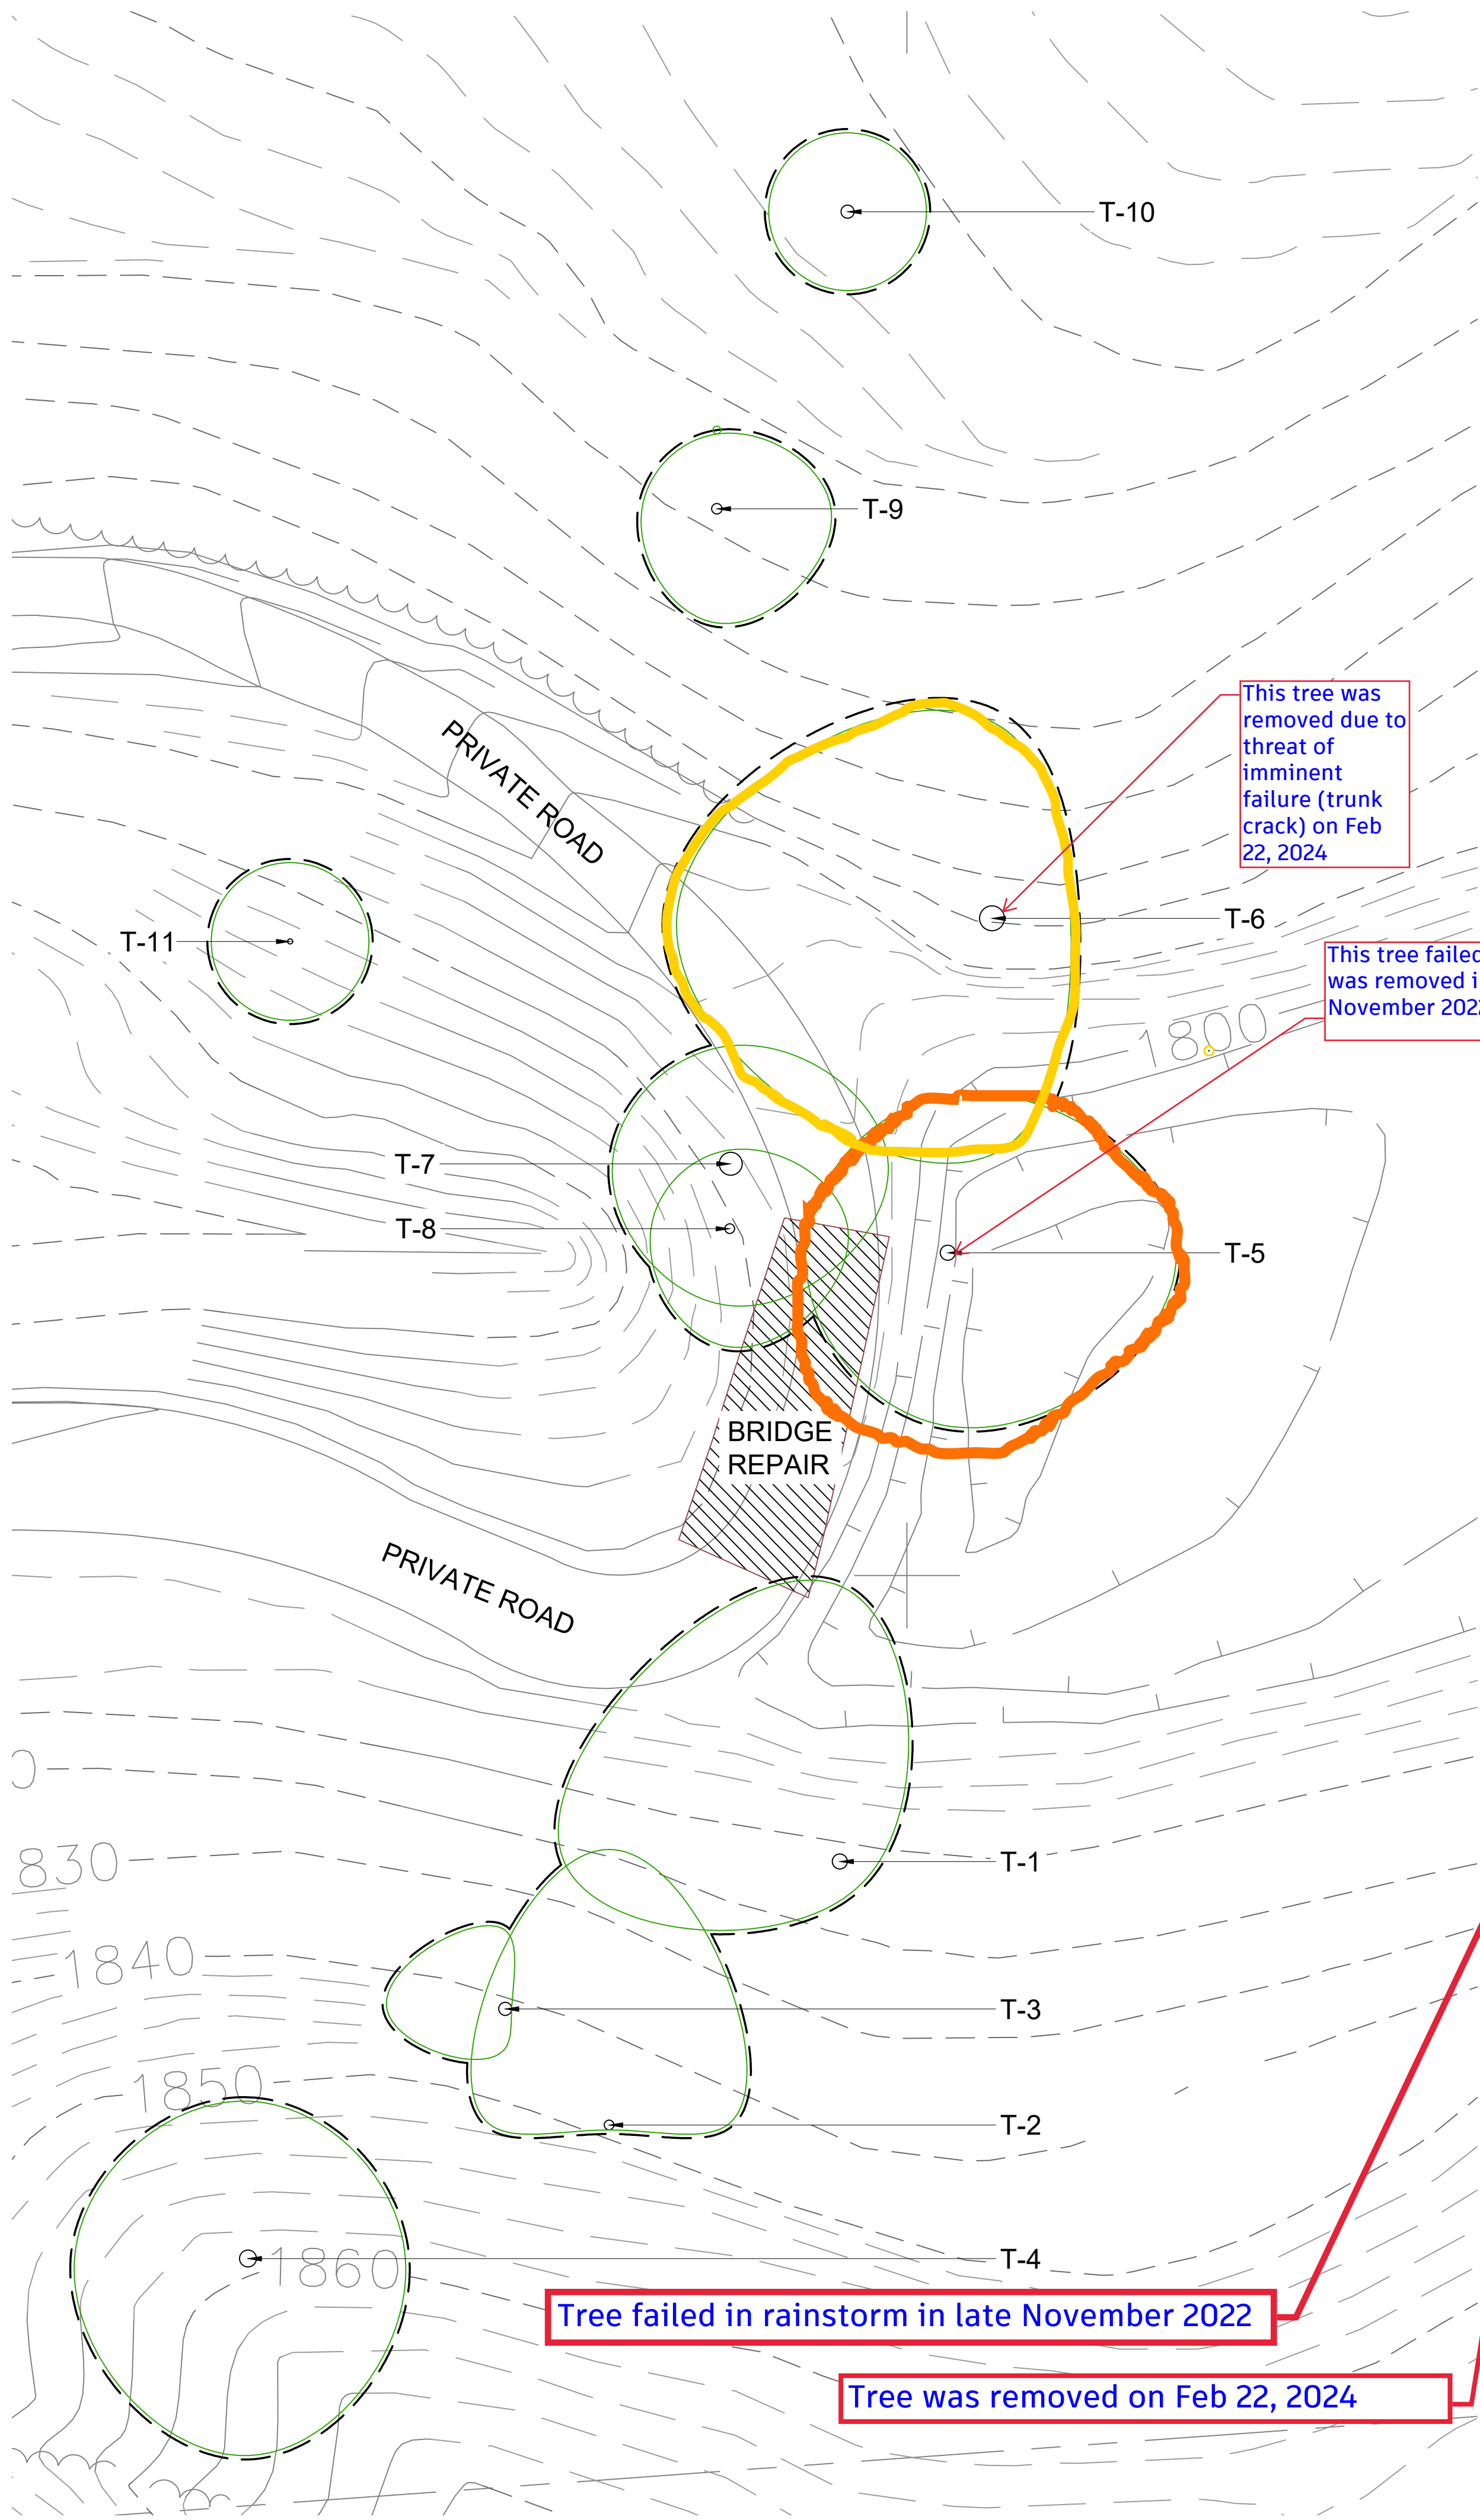 T-10
T-9
This tree was
removed due to
threat of
imminent
failure (trunk
crack) on Feb
22, 2024
PRIVATE ROAD
T-6
T-11
This tree failed
was removed i
November 202
1800
T-7
T-8
T-5
BRIDGE
REPAIR
PRIVATE ROAD
0
T-1
830
1840
T-3
1850
T-2
T-4
1860
Tree failed in rainstorm in late November 2022
Tree was removed on Feb 22, 2024